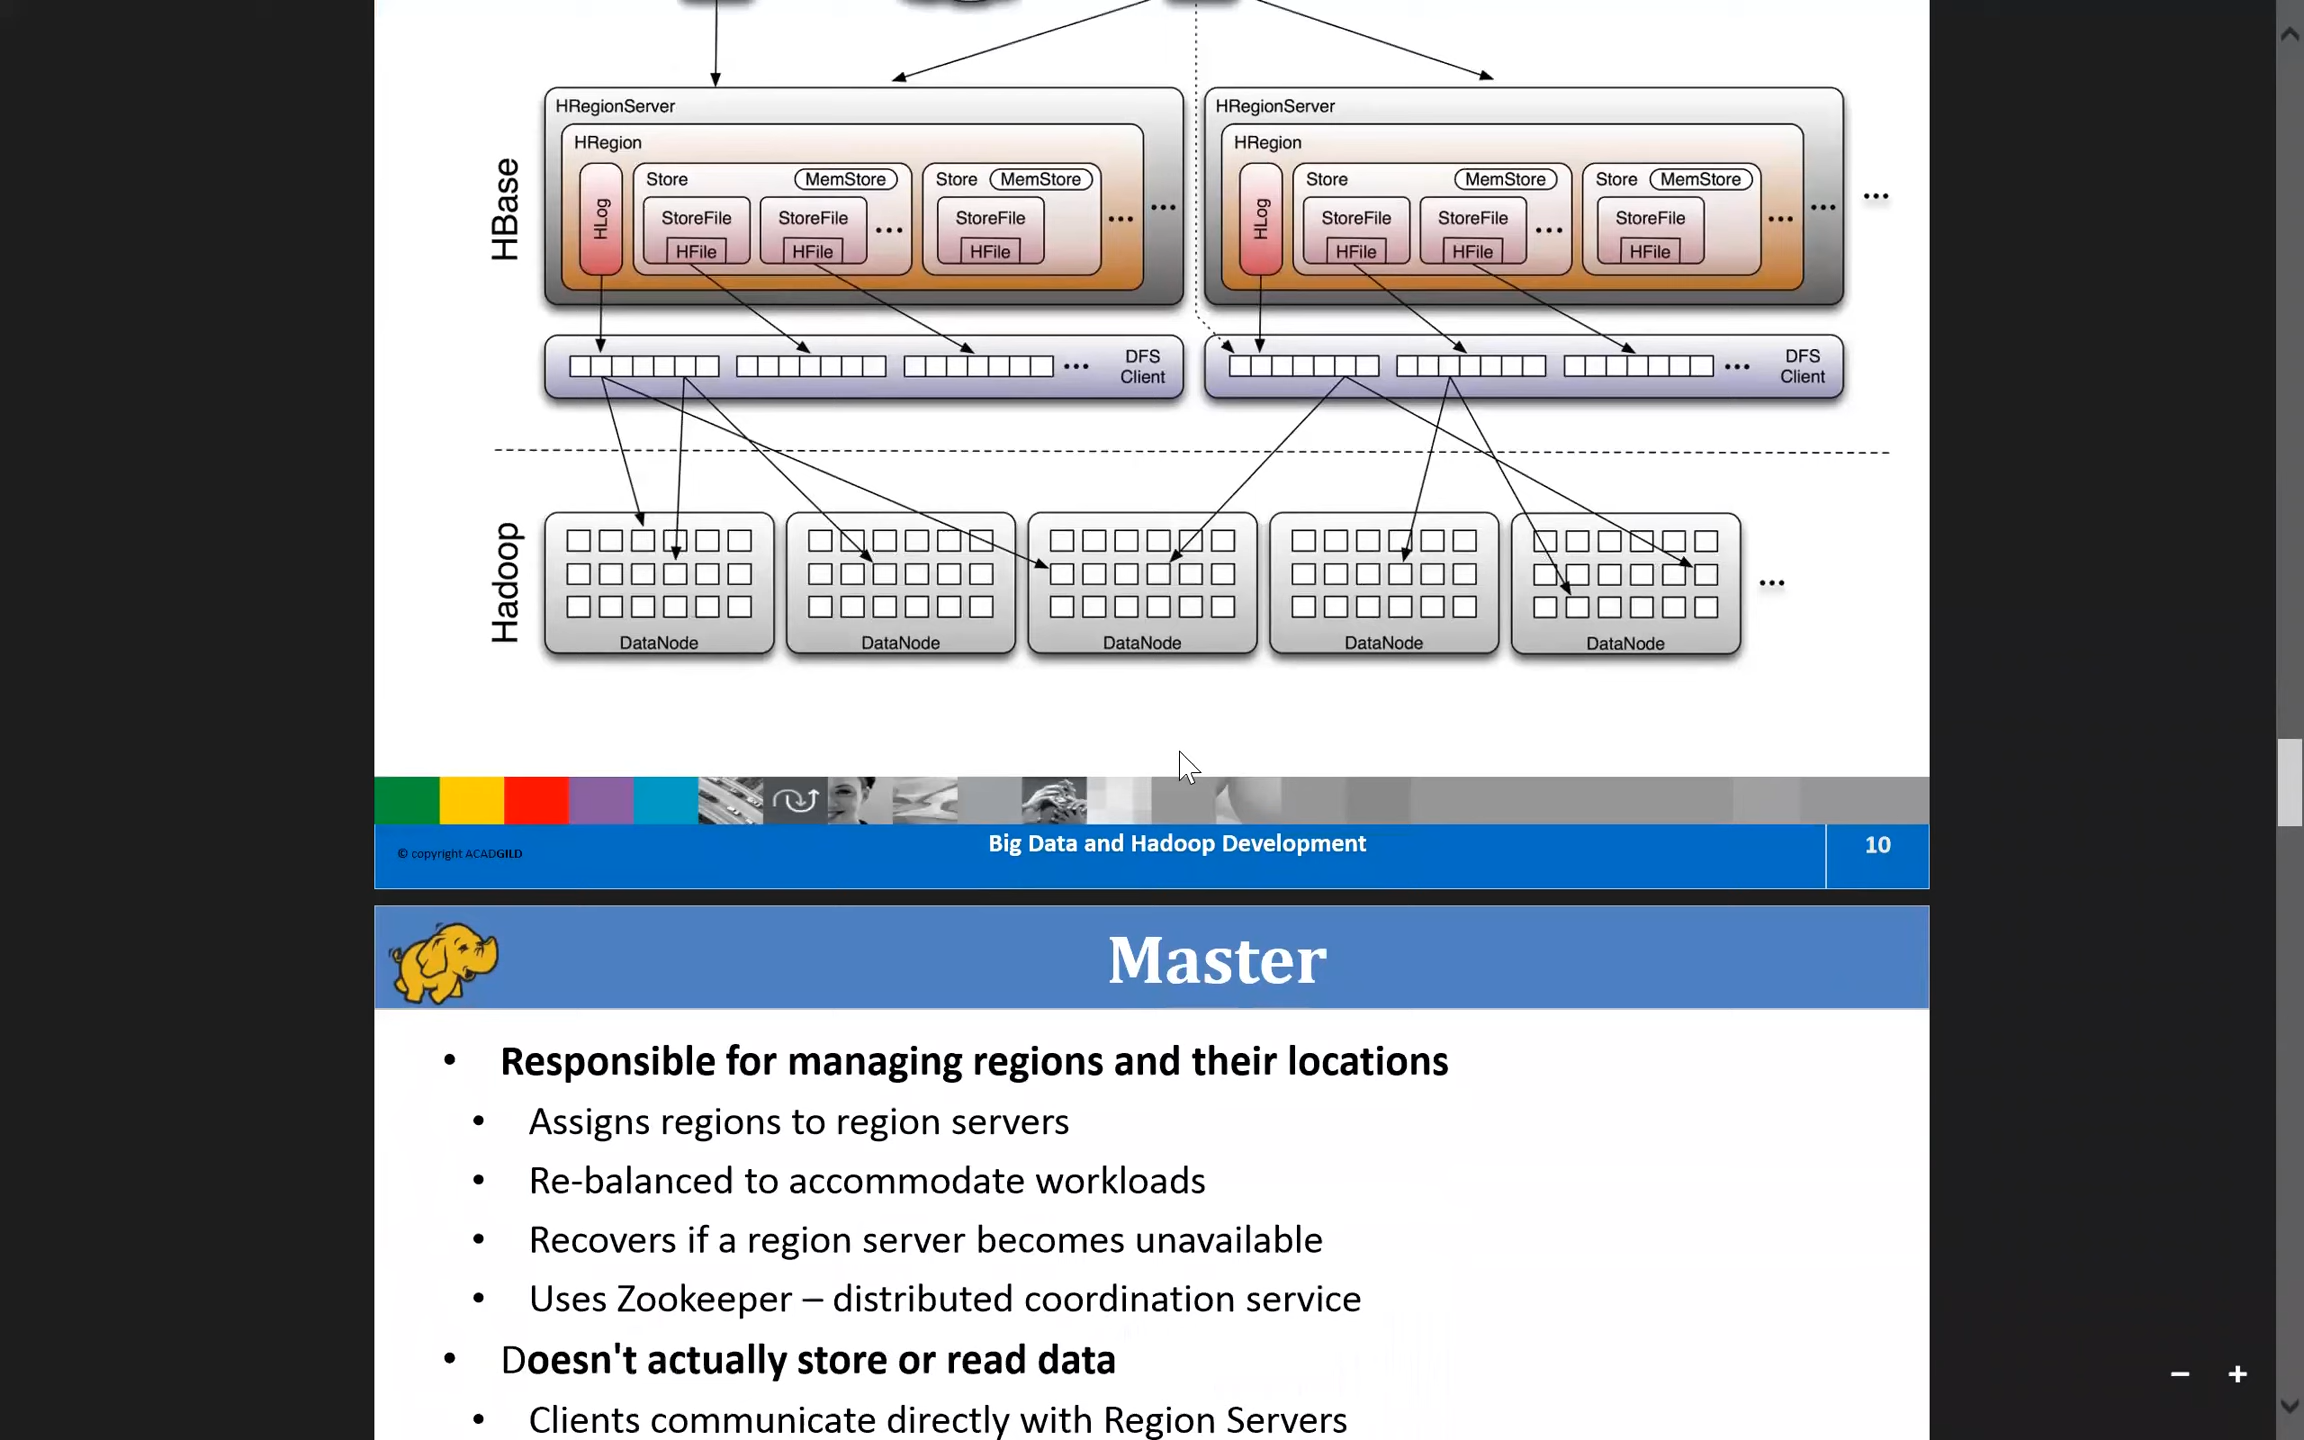 HBase
HRegionServer
HRegion
HLog
Store MemStore
StoreFile StoreFile ...
HFile HFile
Store MemStore
StoreFile
HFile
... ...
HRegionServer
HRegion
HLog
Store MemStore
StoreFile StoreFile ...
HFile HFile
Store MemStore
StoreFile
HFile
... ... ...
... DFS
Client
... DFS
Client
Hadoop
DataNode DataNode DataNode DataNode DataNode ...
© copyright ACADGILD
Big Data and Hadoop Development
10
Master
• Responsible for managing regions and their locations
• Assigns regions to region servers
• Re-balanced to accommodate workloads
• Recovers if a region server becomes unavailable
• Uses Zookeeper – distributed coordination service
• Doesn't actually store or read data
• Clients communicate directly with Region Servers